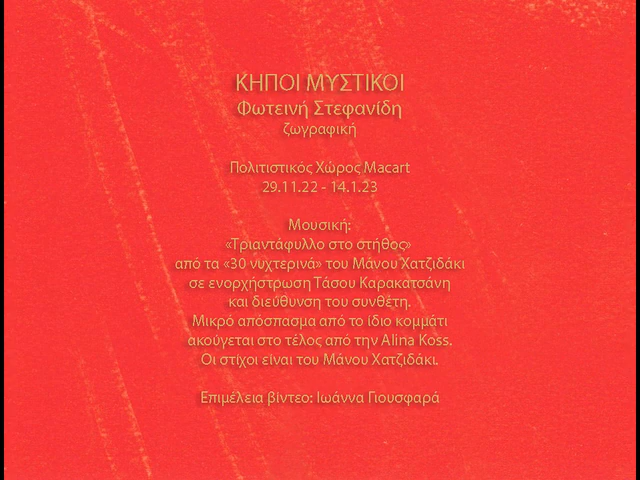 ΚΗΠΟΙ ΜΥΣΤΙΚΟΙ
Φωτεινή Στεφανίδη
ζωγραφική
Πολιτιστικός Χώρος Macart
29.11.22 - 14.1.23
Μουσική:
«Τριαντάφυλλο στο στήθος»
από τα «30 νυχτερινά» του Μάνου Χατζιδάκι
σε ενορχήστρωση Τάσου Καρακατσάνη
και διεύθυνση του συνθέτη.
Μικρό απόσπασμα από το ίδιο κομμάτι
ακούγεται στο τέλος από την Alina Koss.
Οι στίχοι είναι του Μάνου Χατζιδάκι.
Επιμέλεια βίντεο: Ιωάννα Γιουσφαρά